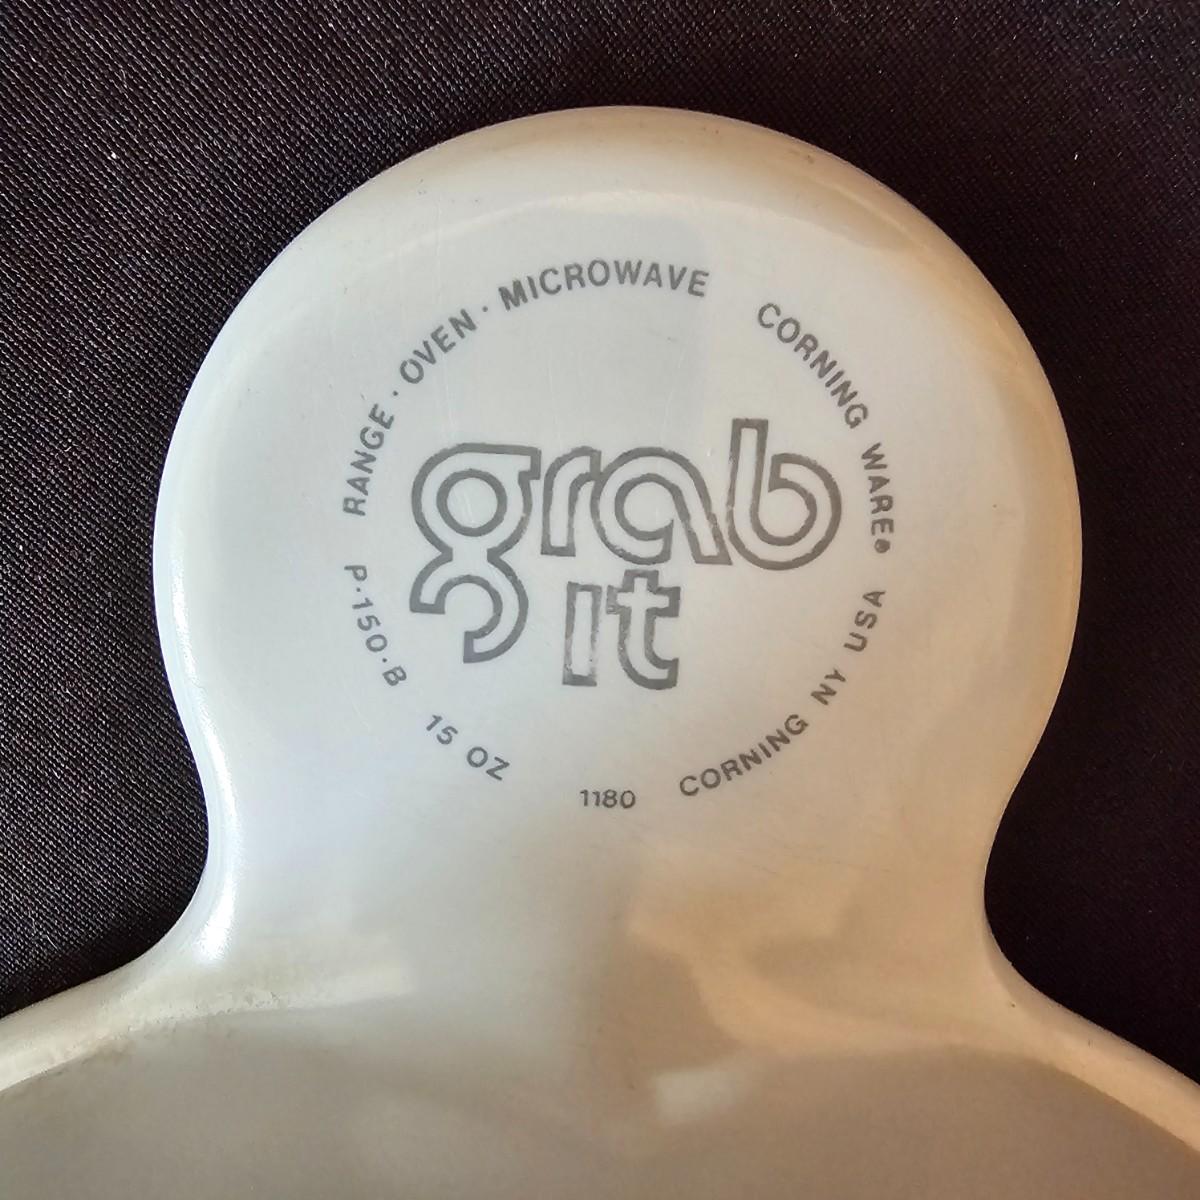 RANGE · OVEN · MICROWAVE
CORNING WARE®
grab
it
P·150·B
15 OZ
1180
CORNING NY USA